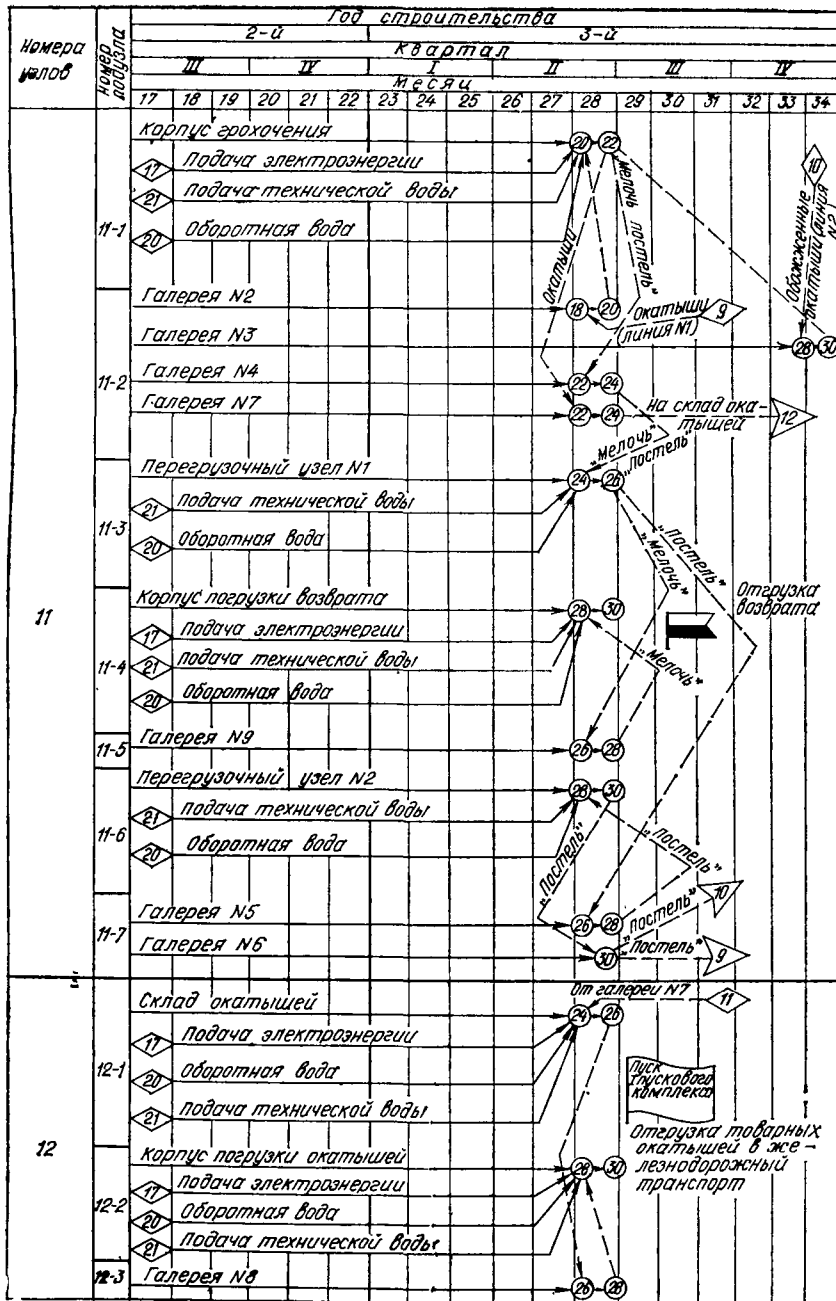 Номера узлов
Номер подузла
Год строительства
2-й 3-й
Квартал
III IV I II III IV
Месяц
17 18 19 20 21 22 23 24 25 26 27 28 29 30 31 32 33 34
11
11-1
Корпус грохочения 20 22
17 Подача электроэнергии
21 Подача технической воды
20 Оборотная вода
окатыши
„Мелочь постель"
10
Обожженные
окатыши (линия
N2)
11-2
Галерея N2 18 20
окатыши
(линия N1)
9
Галерея N3 28 30
Галерея N4 22 24
Галерея N7 22 24
На склад ока-
тышей
12
„Мелочь"
„Постель"
11-3
Перегрузочный узел N1 24 26
21 Подача технической воды
20 Оборотная вода
„Постель"
„Мелочь"
11-4
Корпус погрузки возврата 28 30
17 Подача электроэнергии
21 Подача технической воды
20 Оборотная вода
Отгрузка
возврата
„Мелочь"
11-5
Галерея N9 26 28
11-6
Перегрузочный узел N2 28 30
21 Подача технической воды
20 Оборотная вода
„Постель"
„Постель"
11-7
Галерея N5 26 28
„Постель"
10
Галерея N6 30
„Постель"
9
12
12-1
Склад окатышей 24 26
От галереи N7
11
17 Подача электроэнергии
20 Оборотная вода
21 Подача технической воды
Пуск
I пускового
комплекса
Отгрузка товарных
окатышей в же-
лезнодорожный
транспорт
12-2
Корпус погрузки окатышей 28 30
17 Подача электроэнергии
20 Оборотная вода
21 Подача технической воды
12-3
Галерея N8 26 28